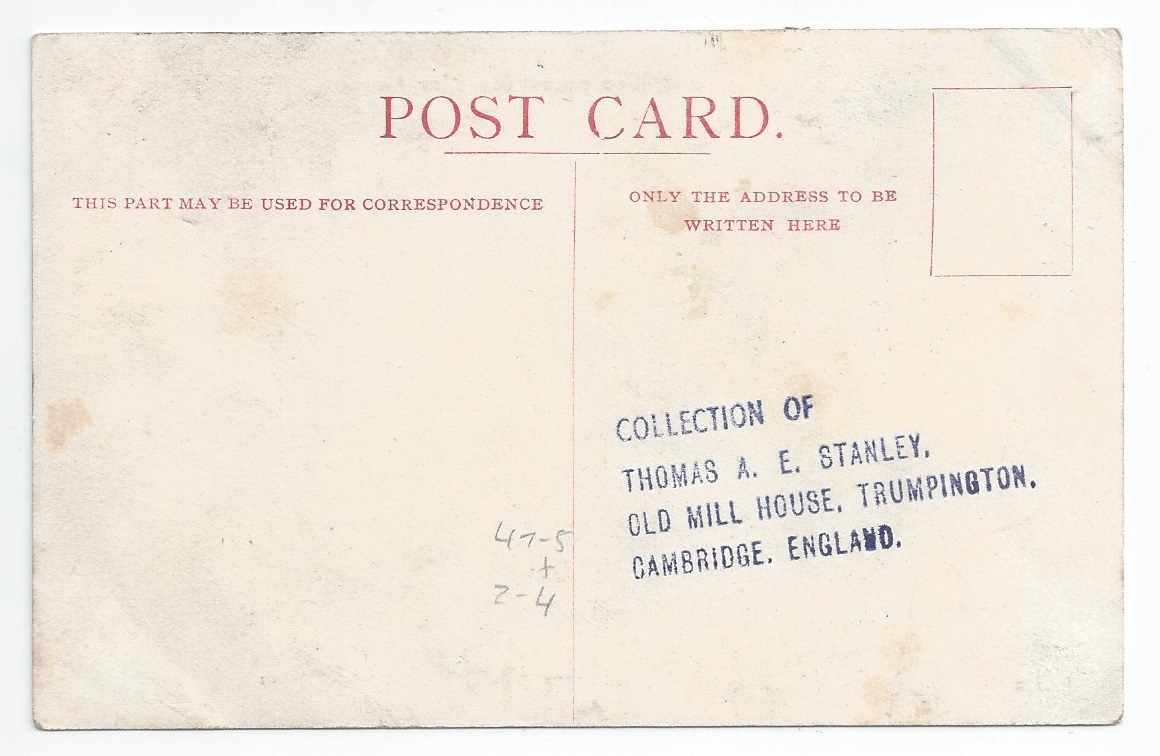 POST CARD.
THIS PART MAY BE USED FOR CORRESPONDENCE
ONLY THE ADDRESS TO BE
WRITTEN HERE
COLLECTION OF
THOMAS A. E. STANLEY,
OLD MILL HOUSE, TRUMPINGTON,
CAMBRIDGE, ENGLAND.
47-5
+
2-4